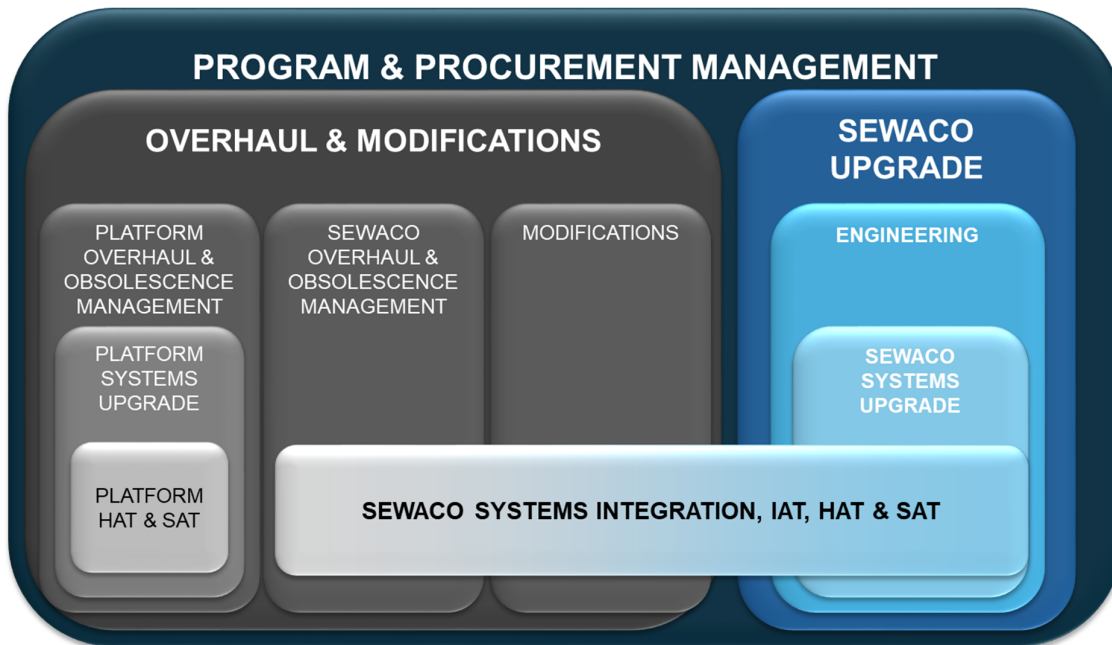 PROGRAM & PROCUREMENT MANAGEMENT
OVERHAUL & MODIFICATIONS
PLATFORM
OVERHAUL &
OBSOLESCENCE
MANAGEMENT
PLATFORM
SYSTEMS
UPGRADE
PLATFORM
HAT & SAT
SEWACO
OVERHAUL &
OBSOLESCENCE
MANAGEMENT
MODIFICATIONS
SEWACO
UPGRADE
ENGINEERING
SEWACO
SYSTEMS
UPGRADE
SEWACO SYSTEMS INTEGRATION, IAT, HAT & SAT